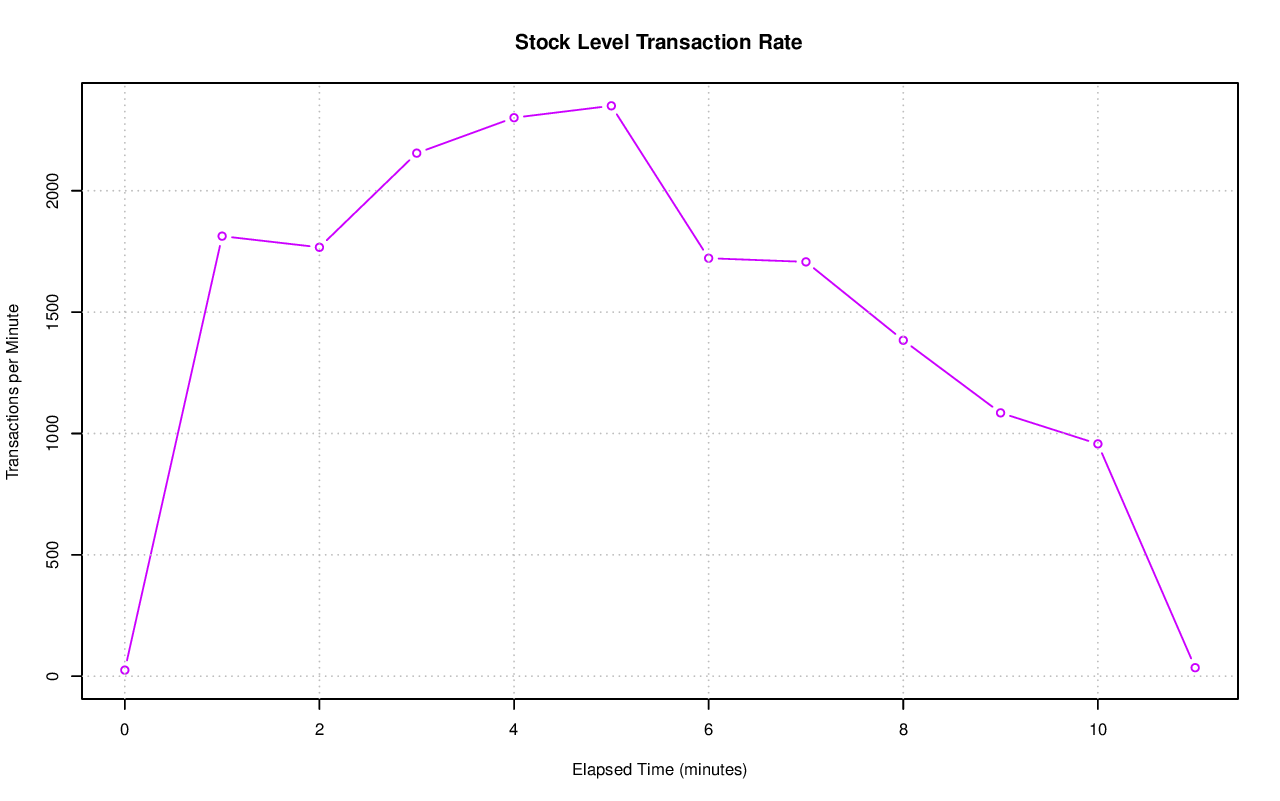 Stock Level Transaction Rate
Transactions per Minute
2000
1500
1000
500
0
0 2 4 6 8 10
Elapsed Time (minutes)